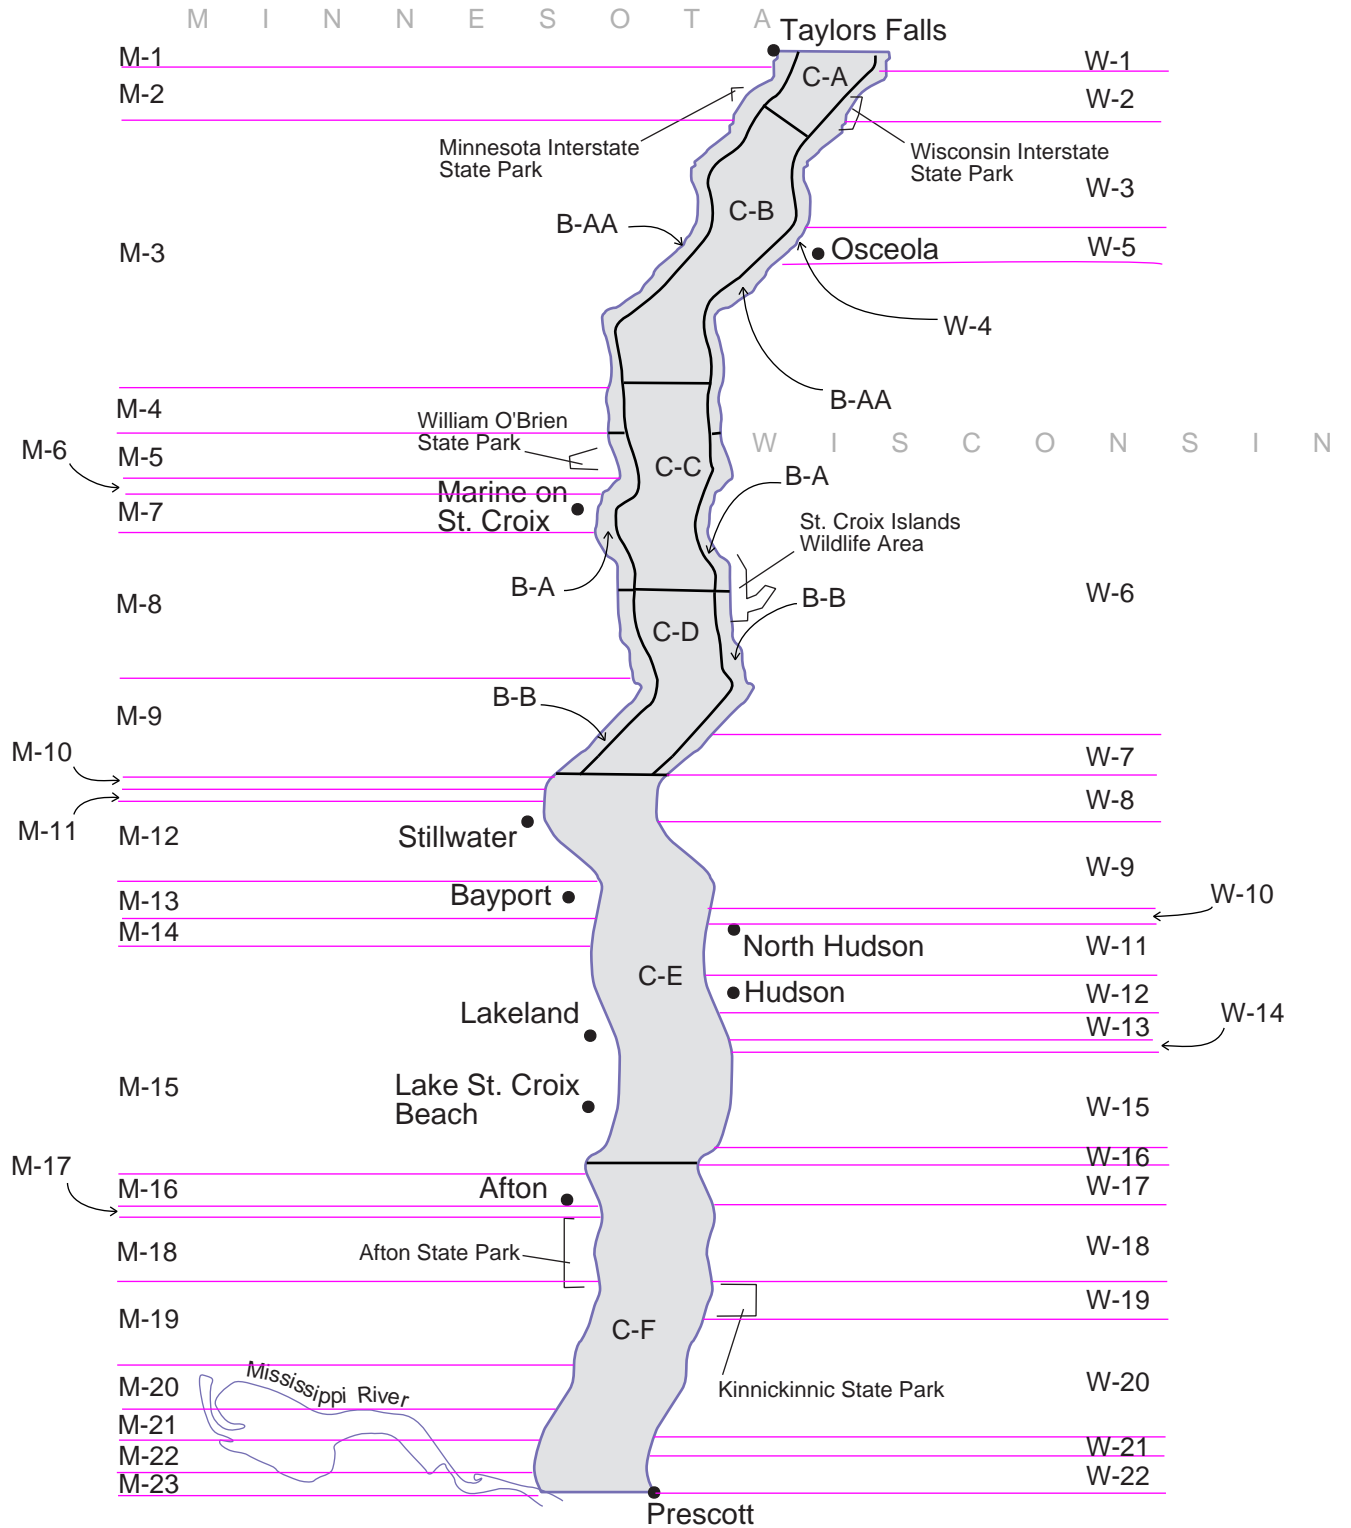 M I N N E S O T A
Taylors Falls
M-1
C-A
W-1
M-2
W-2
Minnesota Interstate
State Park
Wisconsin Interstate
State Park
W-3
C-B
B-AA
M-3
Osceola
W-5
W-4
B-AA
M-4
William O'Brien
State Park
W I S C O N S I N
M-6
M-5
C-C
B-A
Marine on
St. Croix
M-7
St. Croix Islands
Wildlife Area
B-A
M-8
B-B
W-6
C-D
B-B
M-9
M-10
W-7
W-8
M-11
M-12
Stillwater
W-9
Bayport
M-13
W-10
M-14
North Hudson
W-11
C-E
Hudson
W-12
Lakeland
W-13
W-14
M-15
Lake St. Croix
Beach
W-15
W-16
M-17
M-16
Afton
W-17
M-18
Afton State Park
W-18
W-19
M-19
C-F
Mississippi River
M-20
Kinnickinnic State Park
W-20
M-21
W-21
M-22
W-22
M-23
Prescott